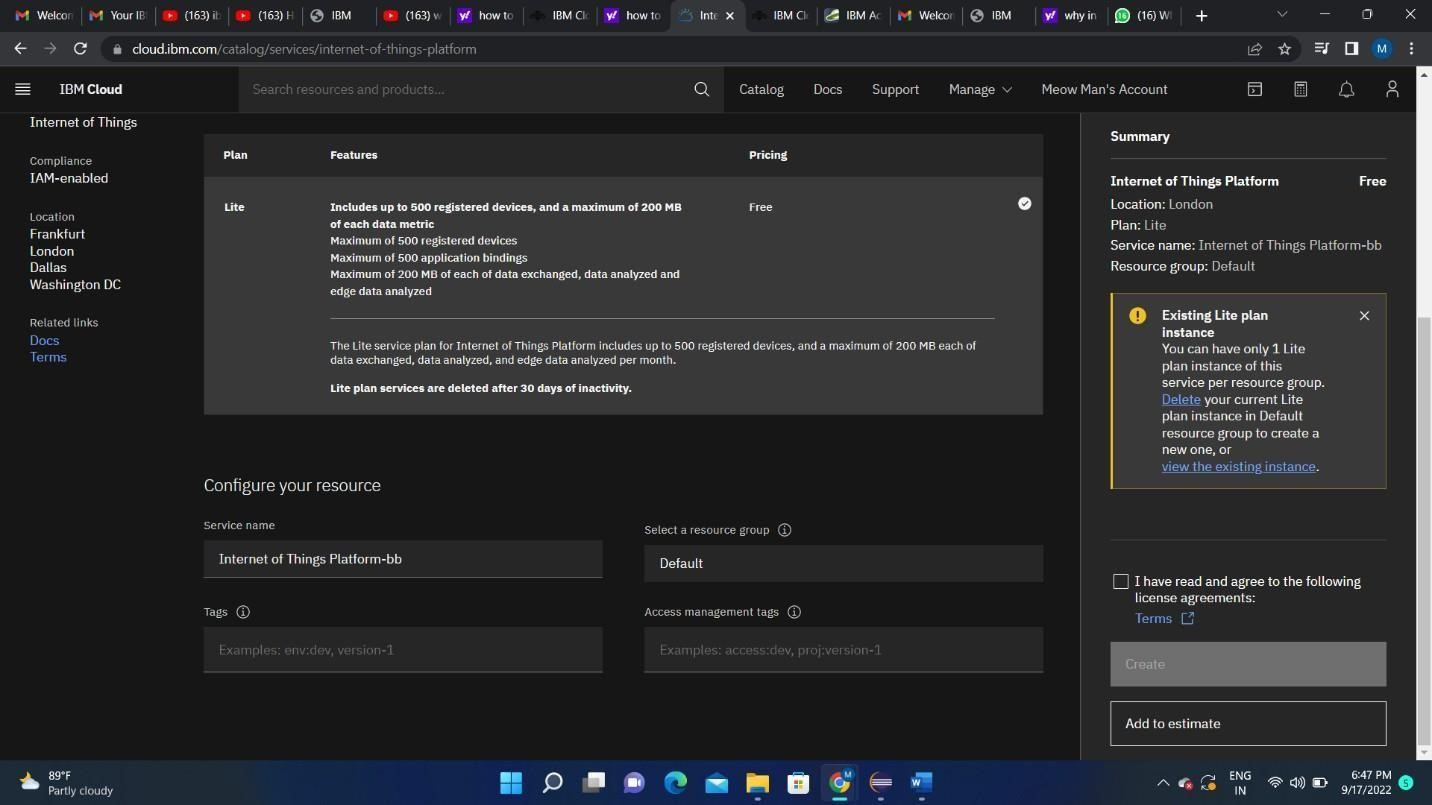 Welcon
Your IB
(163) ib
(163) H
IBM
(163) w
how to
IBM Cl
how to
Inte
IBM Cl
IBM Ac
Welcon
IBM
why in
(16) W
cloud.ibm.com/catalog/services/internet-of-things-platform
M
IBM Cloud
Search resources and products...
Catalog
Docs
Support
Manage
Meow Man's Account
Internet of Things
Compliance
IAM-enabled
Location
Frankfurt
London
Dallas
Washington DC
Related links
Docs
Terms
Plan
Features
Pricing
Lite
Includes up to 500 registered devices, and a maximum of 200 MB
of each data metric
Maximum of 500 registered devices
Maximum of 500 application bindings
Maximum of 200 MB of each of data exchanged, data analyzed and
edge data analyzed
Free
The Lite service plan for Internet of Things Platform includes up to 500 registered devices, and a maximum of 200 MB each of
data exchanged, data analyzed, and edge data analyzed per month.
Lite plan services are deleted after 30 days of inactivity.
Configure your resource
Service name
Internet of Things Platform-bb
Select a resource group
Default
Tags
Examples: env:dev, version-1
Access management tags
Examples: access:dev, proj:version-1
Summary
Internet of Things Platform Free
Location: London
Plan: Lite
Service name: Internet of Things Platform-bb
Resource group: Default
Existing Lite plan
instance
You can have only 1 Lite
plan instance of this
service per resource group.
Delete your current Lite
plan instance in Default
resource group to create a
new one, or
view the existing instance.
I have read and agree to the following
license agreements:
Terms
Create
Add to estimate
89°F
Partly cloudy
ENG
IN
6:47 PM
9/17/2022
S